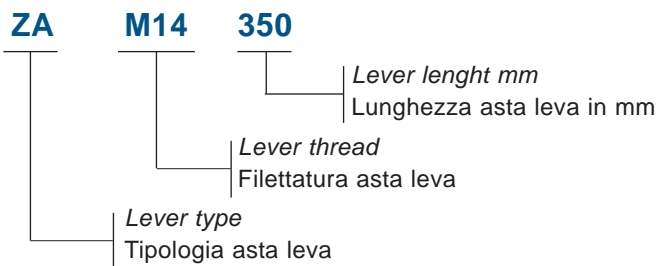 ZA M14 350
Lever lenght mm
Lunghezza asta leva in mm
Lever thread
Filettatura asta leva
Lever type
Tipologia asta leva